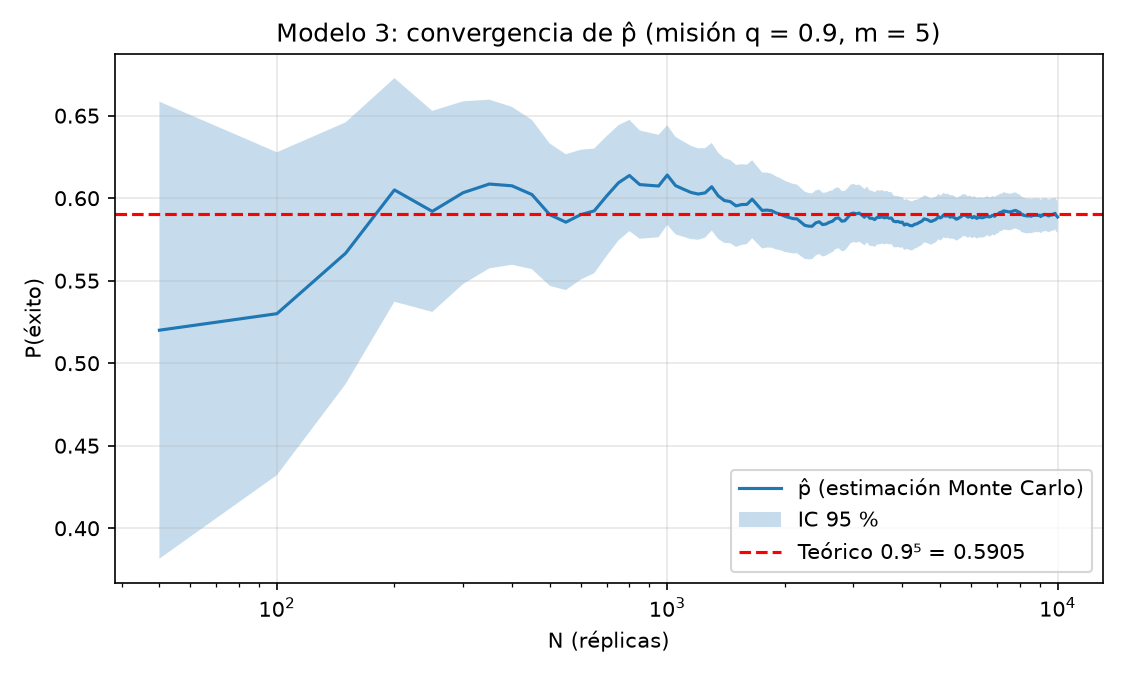 Modelo 3: convergencia de p̂ (misión q = 0.9, m = 5)
P(éxito)
0.65
0.60
0.55
0.50
0.45
0.40
p̂ (estimación Monte Carlo)
IC 95 %
Teórico 0.9⁵ = 0.5905
10² 10³ 10⁴
N (réplicas)